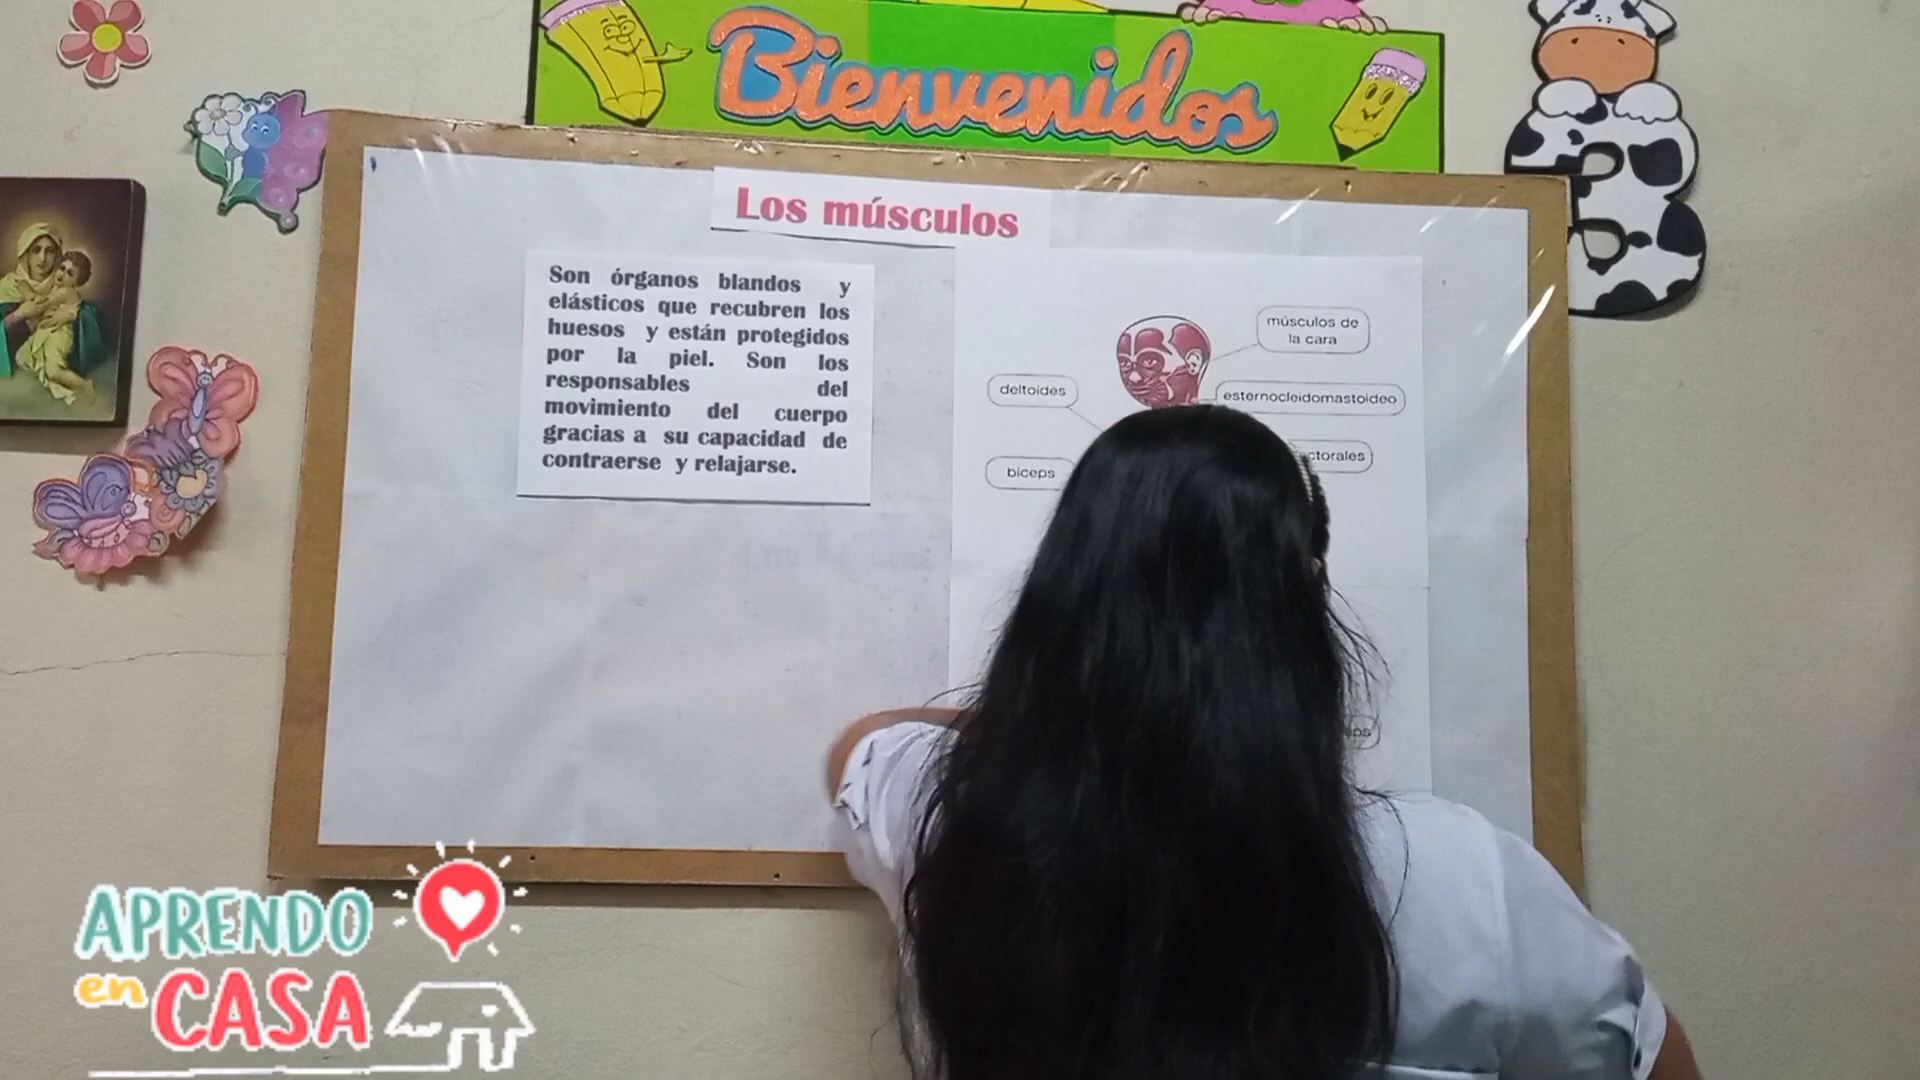 Bienvenidos
Los músculos
Son órganos blandos y
elásticos que recubren los
huesos y están protegidos
por la piel. Son los
responsables del
movimiento del cuerpo
gracias a su capacidad de
contraerse y relajarse.
músculos de
la cara
deltoides
esternocleidomastoideo
bíceps
APRENDO
en CASA